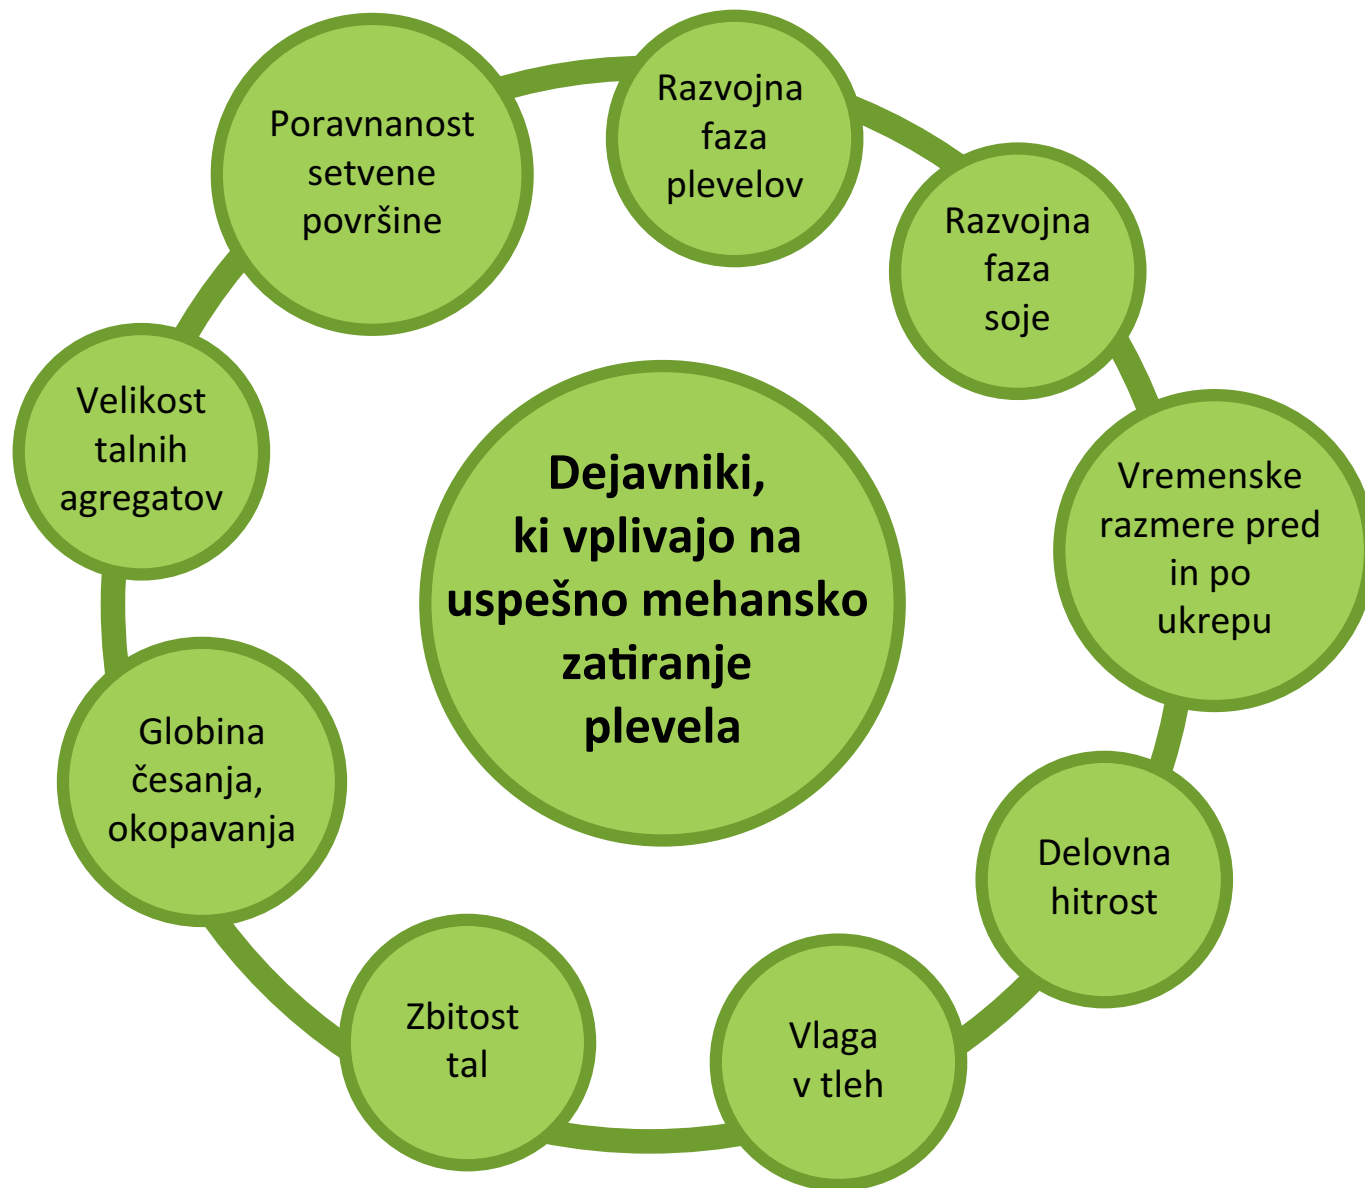 Poravnanost
setvene
površine
Razvojna
faza
plevelov
Razvojna
faza
soje
Vremenske
razmere pred
in po
ukrepu
Delovna
hitrost
Vlaga
v tleh
Zbitost
tal
Globina
česanja,
okopavanja
Velikost
talnih
agregatov
Dejavniki,
ki vplivajo na
uspešno mehansko
zatiranje
plevela